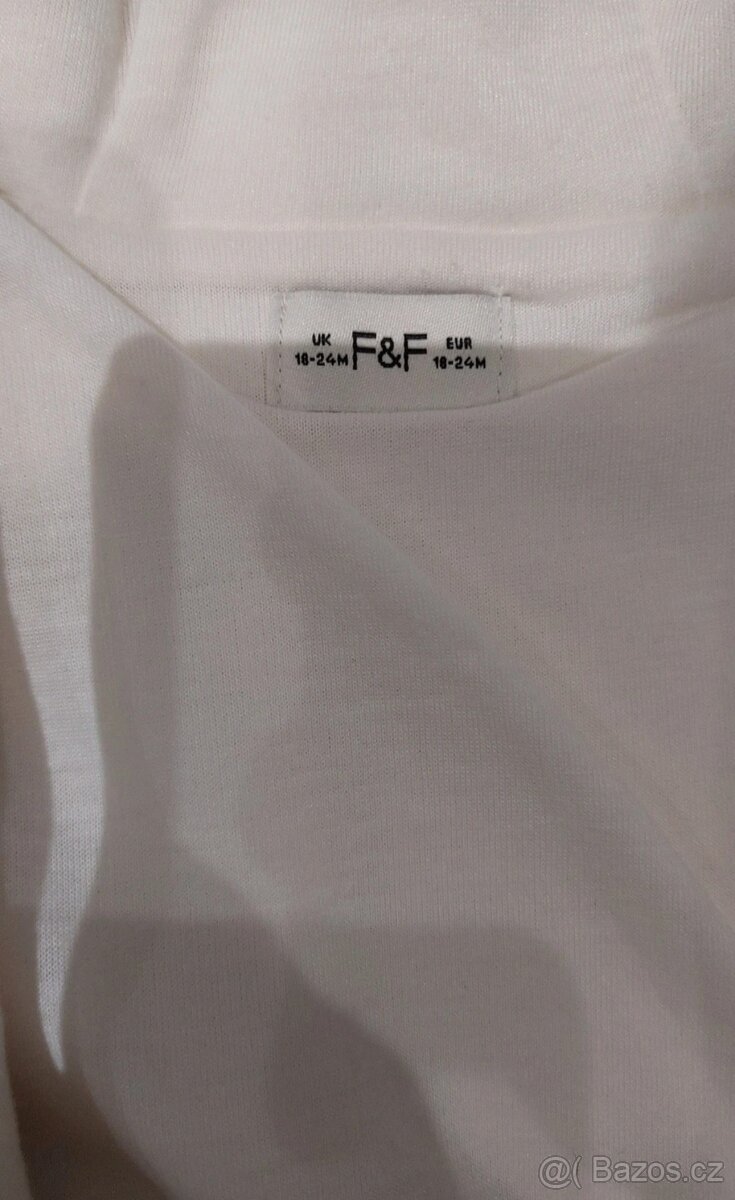 UK
18-24M
F&F
EUR
18-24M
@( Bazos.cz